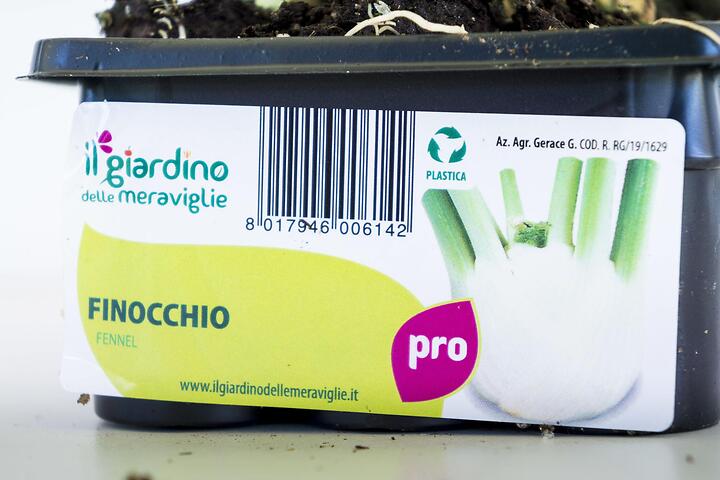 il giardino
delle meraviglie
8 017946 006142
PLASTICA
Az. Agr. Gerace G. COD. R. RG/19/1629
FINOCCHIO
FENNEL
pro
www.ilgiardinodellemeraviglie.it